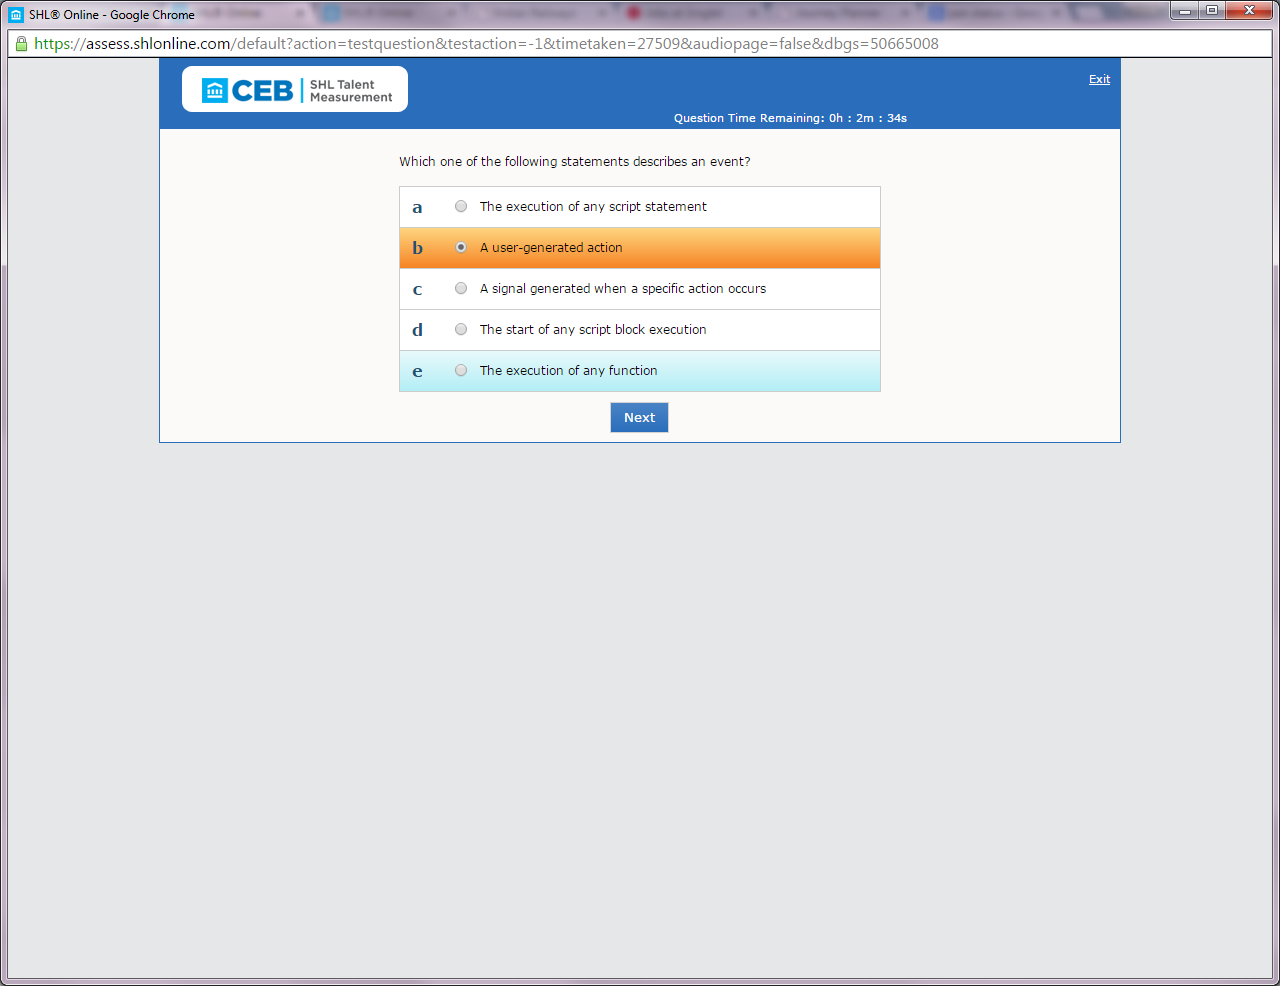 SHL® Online - Google Chrome
https://assess.shlonline.com/default?action=testquestion&testaction=-1&timetaken=27509&audiopage=false&dbgs=50665008
CEB SHL Talent
Measurement
Exit
Question Time Remaining: 0h : 2m : 34s
Which one of the following statements describes an event?
a The execution of any script statement
b A user-generated action
c A signal generated when a specific action occurs
d The start of any script block execution
e The execution of any function
Next